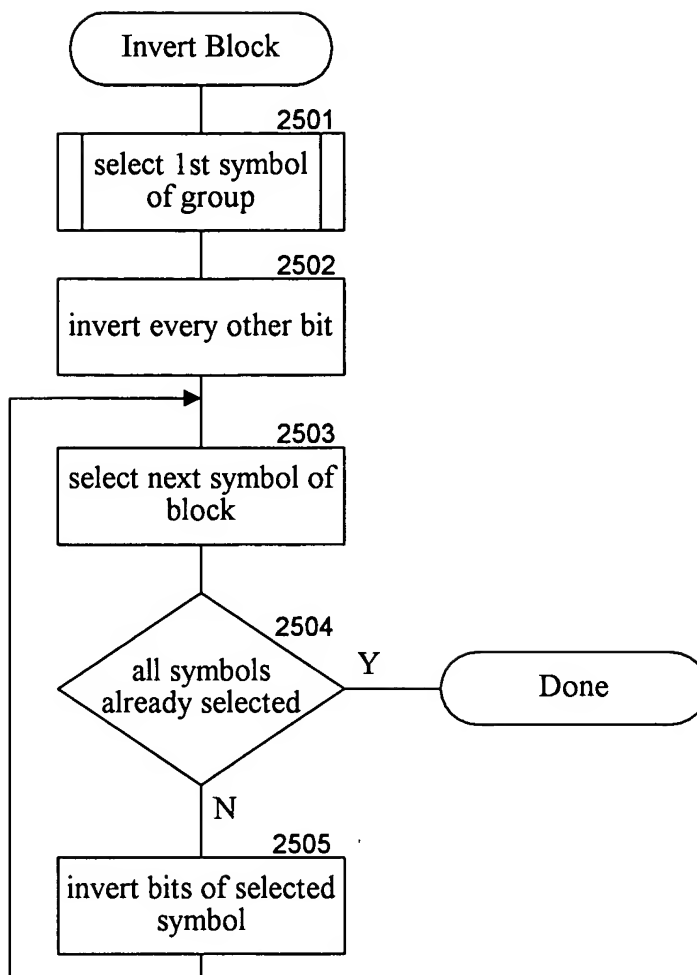 Invert Block
2501
select 1st symbol
of group
2502
invert every other bit
2503
select next symbol of
block
2504
all symbols
already selected
Y
Done
N
2505
invert bits of selected
symbol